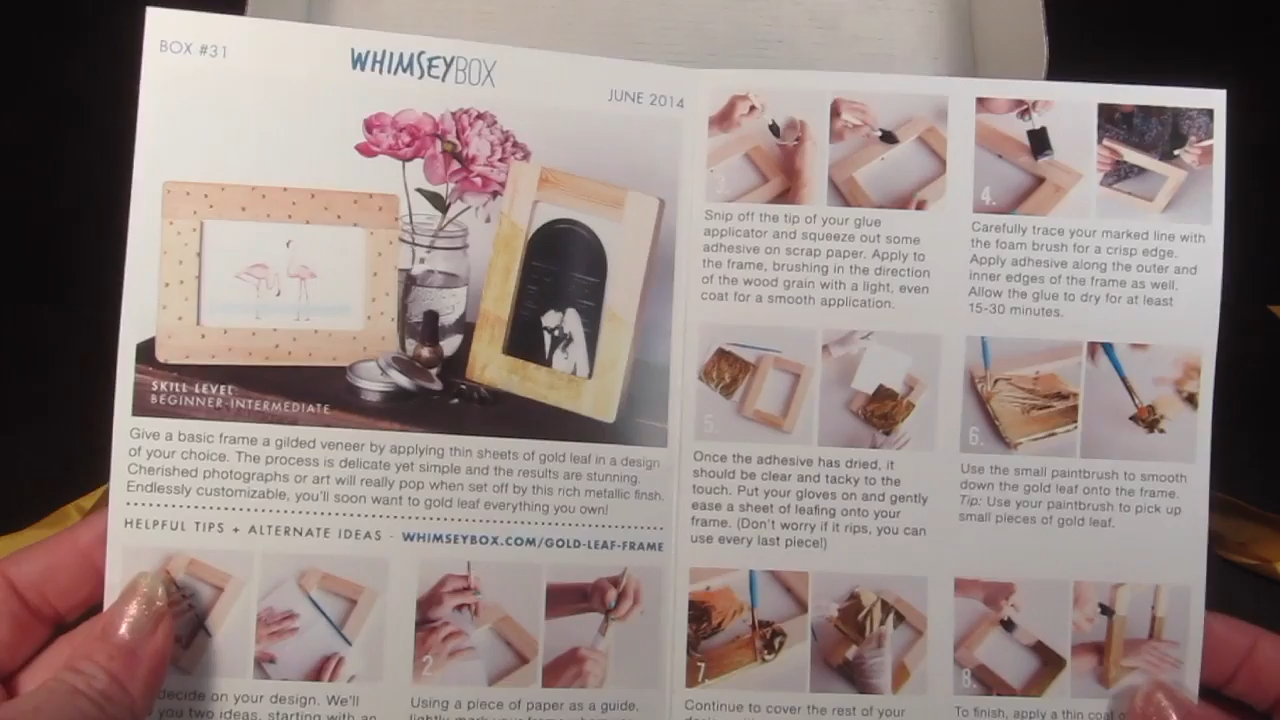 BOX #31
WHIMSEYBOX
JUNE 2014
SKILL LEVEL
BEGINNER-INTERMEDIATE
Give a basic frame a gilded veneer by applying thin sheets of gold leaf in a design
of your choice. The process is delicate yet simple and the results are stunning.
Cherished photographs or art will really pop when set off by this rich metallic finsh.
Endlessly customizable, you'll soon want to gold leaf everything you own!
HELPFUL TIPS + ALTERNATE IDEAS - WHIMSEYBOX.COM/GOLD-LEAF-FRAME
decide on your design. We'll
you two ideas, starting with an
2.
Using a piece of paper as a guide,
lightly mark your frame where you
3.
Snip off the tip of your glue
applicator and squeeze out some
adhesive on scrap paper. Apply to
the frame, brushing in the direction
of the wood grain with a light, even
coat for a smooth application.
4.
Carefully trace your marked line with
the foam brush for a crisp edge.
Apply adhesive along the outer and
inner edges of the frame as well.
Allow the glue to dry for at least
15-30 minutes.
5.
Once the adhesive has dried, it
should be clear and tacky to the
touch. Put your gloves on and gently
ease a sheet of leafing onto your
frame. (Don't worry if it rips, you can
use every last piece!)
6.
Use the small paintbrush to smooth
down the gold leaf onto the frame.
Tip: Use your paintbrush to pick up
small pieces of gold leaf.
7.
Continue to cover the rest of your
8.
To finish, apply a thin coat of